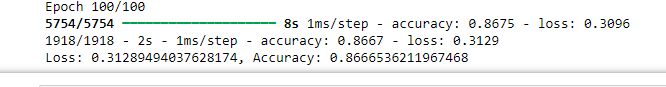 Epoch 100/100
5754/5754 ━━━━━━━━━━━━━━━━━━━━ 8s 1ms/step - accuracy: 0.8675 - loss: 0.3096
1918/1918 - 2s - 1ms/step - accuracy: 0.8667 - loss: 0.3129
Loss: 0.31289494037628174, Accuracy: 0.8666536211967468